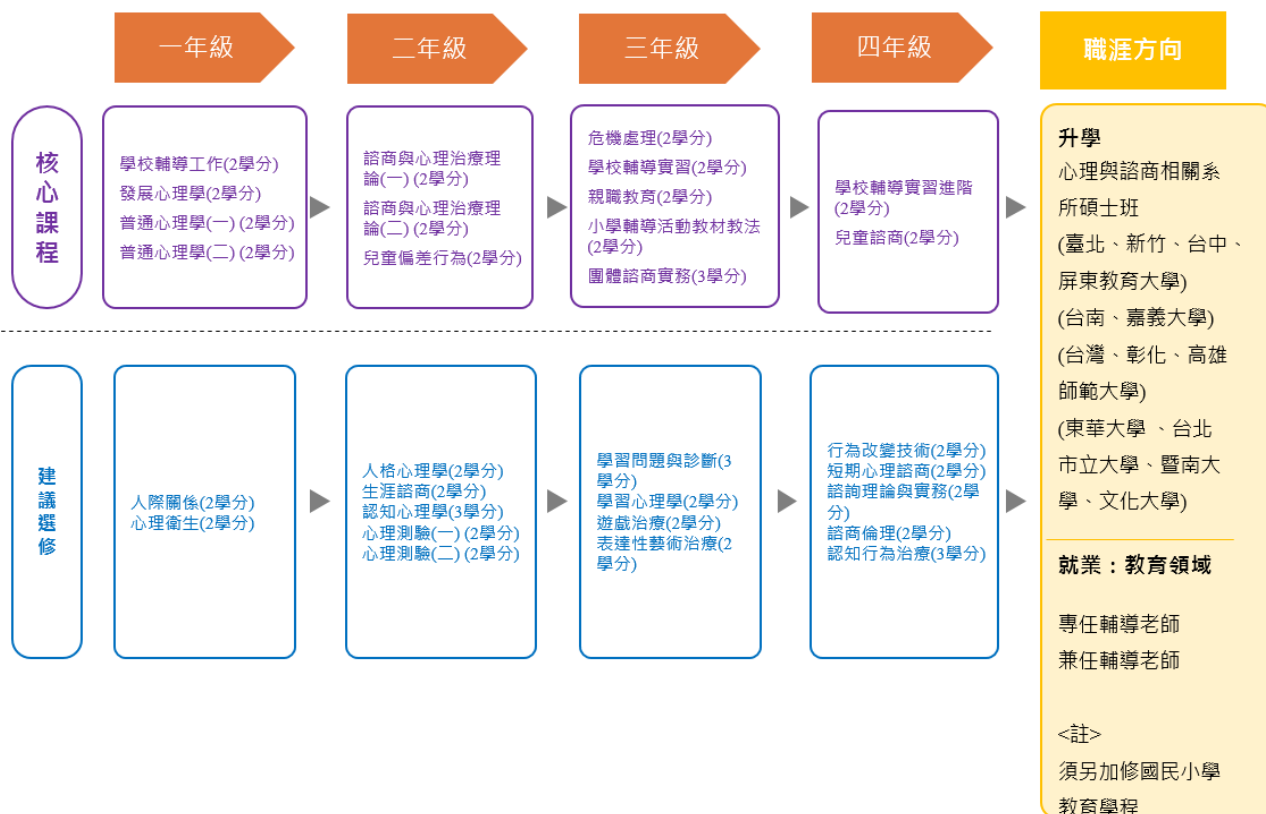 一年級
二年級
三年級
四年級
職涯方向
核
心
課
程
學校輔導工作(2學分)
發展心理學(2學分)
普通心理學(一) (2學分)
普通心理學(二) (2學分)
諮商與心理治療理
論(一) (2學分)
諮商與心理治療理
論(二) (2學分)
兒童偏差行為(2學分)
危機處理(2學分)
學校輔導實習(2學分)
親職教育(2學分)
小學輔導活動教材教法
(2學分)
團體諮商實務(3學分)
學校輔導實習進階
(2學分)
兒童諮商(2學分)
建
議
選
修
人際關係(2學分)
心理衛生(2學分)
人格心理學(2學分)
生涯諮商(2學分)
認知心理學(3學分)
心理測驗(一) (2學分)
心理測驗(二) (2學分)
學習問題與診斷(3
學分)
學習心理學(2學分)
遊戲治療(2學分)
表達性藝術治療(2
學分)
行為改變技術(2學分)
短期心理諮商(2學分)
諮詢理論與實務(2學
分)
諮商倫理(2學分)
認知行為治療(3學分)
升學
心理與諮商相關系
所碩士班
(臺北、新竹、台中、
屏東教育大學)
(台南、嘉義大學)
(台灣、彰化、高雄
師範大學)
(東華大學 、台北
市立大學、暨南大
學、文化大學)
就業：教育領域
專任輔導老師
兼任輔導老師
<註>
須另加修國民小學
教育學程